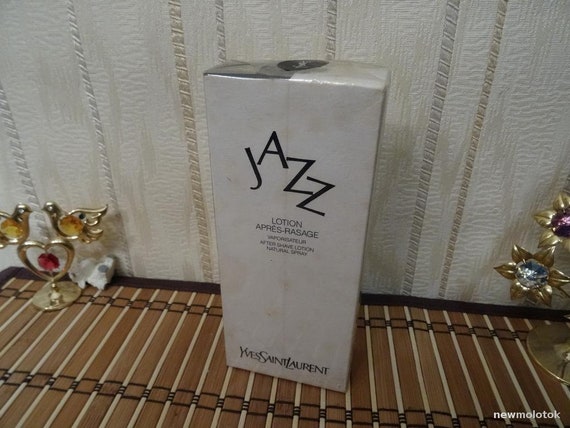 JAZZ
LOTION
APRÈS-RASAGE
VAPORISATEUR
AFTER SHAVE LOTION
NATURAL SPRAY
YVESSAINTLAURENT
newmolotok